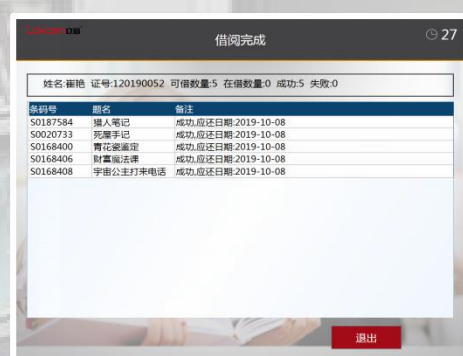 借阅完成
27
姓名:崔艳 证号:120190052 可借数量:5 在借数量:0 成功:5 失败:0
条码号 题名 备注
S0187584 猎人笔记 成功,应还日期:2019-10-08
S0020733 死屋手记 成功,应还日期:2019-10-08
S0168400 青花瓷鉴定 成功,应还日期:2019-10-08
S0168406 财富魔法课 成功,应还日期:2019-10-08
S0168408 宇宙公主打来电话 成功,应还日期:2019-10-08
退出